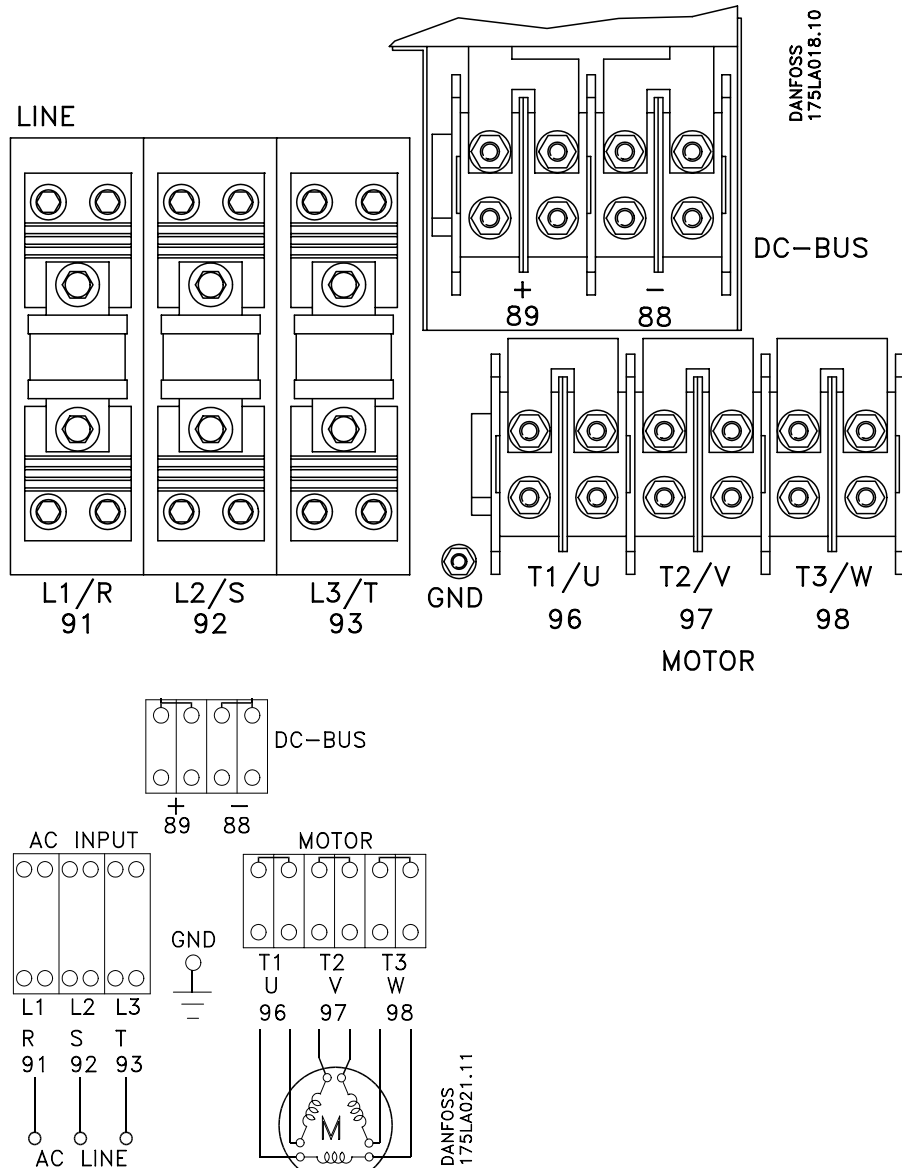 DANFOSS
175LA018.10
LINE
DC-BUS
+ −
89 88
L1/R L2/S L3/T
91 92 93
GND
T1/U T2/V T3/W
96 97 98
MOTOR
DC-BUS
+ −
89 88
AC INPUT
MOTOR
GND
L1 L2 L3
R S T
91 92 93
AC LINE
T1 T2 T3
U V W
96 97 98
M
DANFOSS
175LA021.11